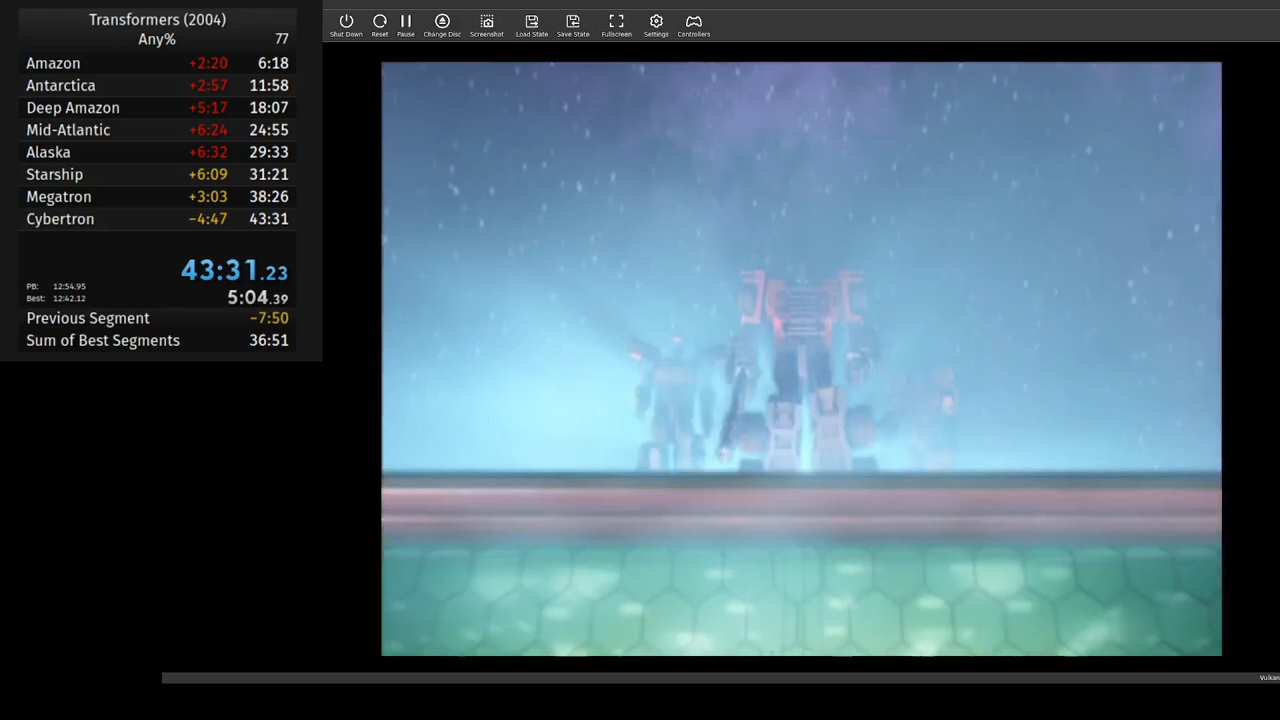 Transformers (2004)
Any% 77
Amazon +2:20 6:18
Antarctica +2:57 11:58
Deep Amazon +5:17 18:07
Mid-Atlantic +6:24 24:55
Alaska +6:32 29:33
Starship +6:09 31:21
Megatron +3:03 38:26
Cybertron −4:47 43:31
43:31.23
PB: 12:54.95
Best: 12:42.12
5:04.39
Previous Segment −7:50
Sum of Best Segments 36:51
Shut Down Reset Pause Change Disc Screenshot Load State Save State Fullscreen Settings Controllers
Vulkan